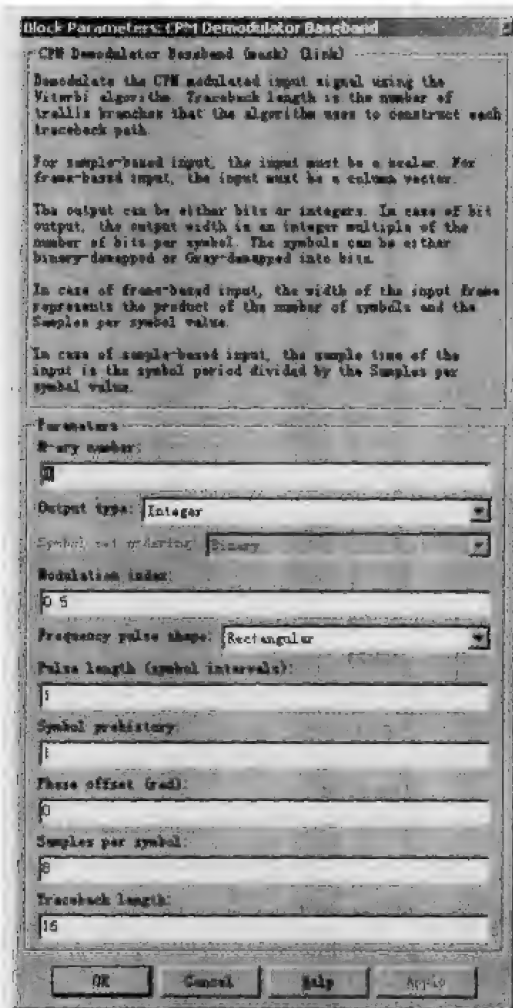 Block Parameters: CPM Demodulator Baseband
CPM Demodulator Baseband (mask) (link)
Demodulate the CPM modulated input signal using the
Viterbi algorithm. Traceback length is the number of
trellis branches that the algorithm uses to construct each
traceback path.
For sample-based input, the input must be a scalar. For
frame-based input, the input must be a column vector.
The output can be either bits or integers. In case of bit
output, the output width is an integer multiple of the
number of bits per symbol. The symbols can be either
binary-demapped or Gray-demapped into bits.
In case of frame-based input, the width of the input frame
represents the product of the number of symbols and the
Samples per symbol value.
In case of sample-based input, the sample time of the
input is the symbol period divided by the Samples per
symbol value.
Parameters
M-ary number:
Output type: Integer
Symbol set ordering: Binary
Modulation index:
0.5
Frequency pulse shape: Rectangular
Pulse length (symbol intervals):
1
Symbol prehistory:
1
Phase offset (rad):
0
Samples per symbol:
8
Traceback length:
16
OK Cancel Help Apply